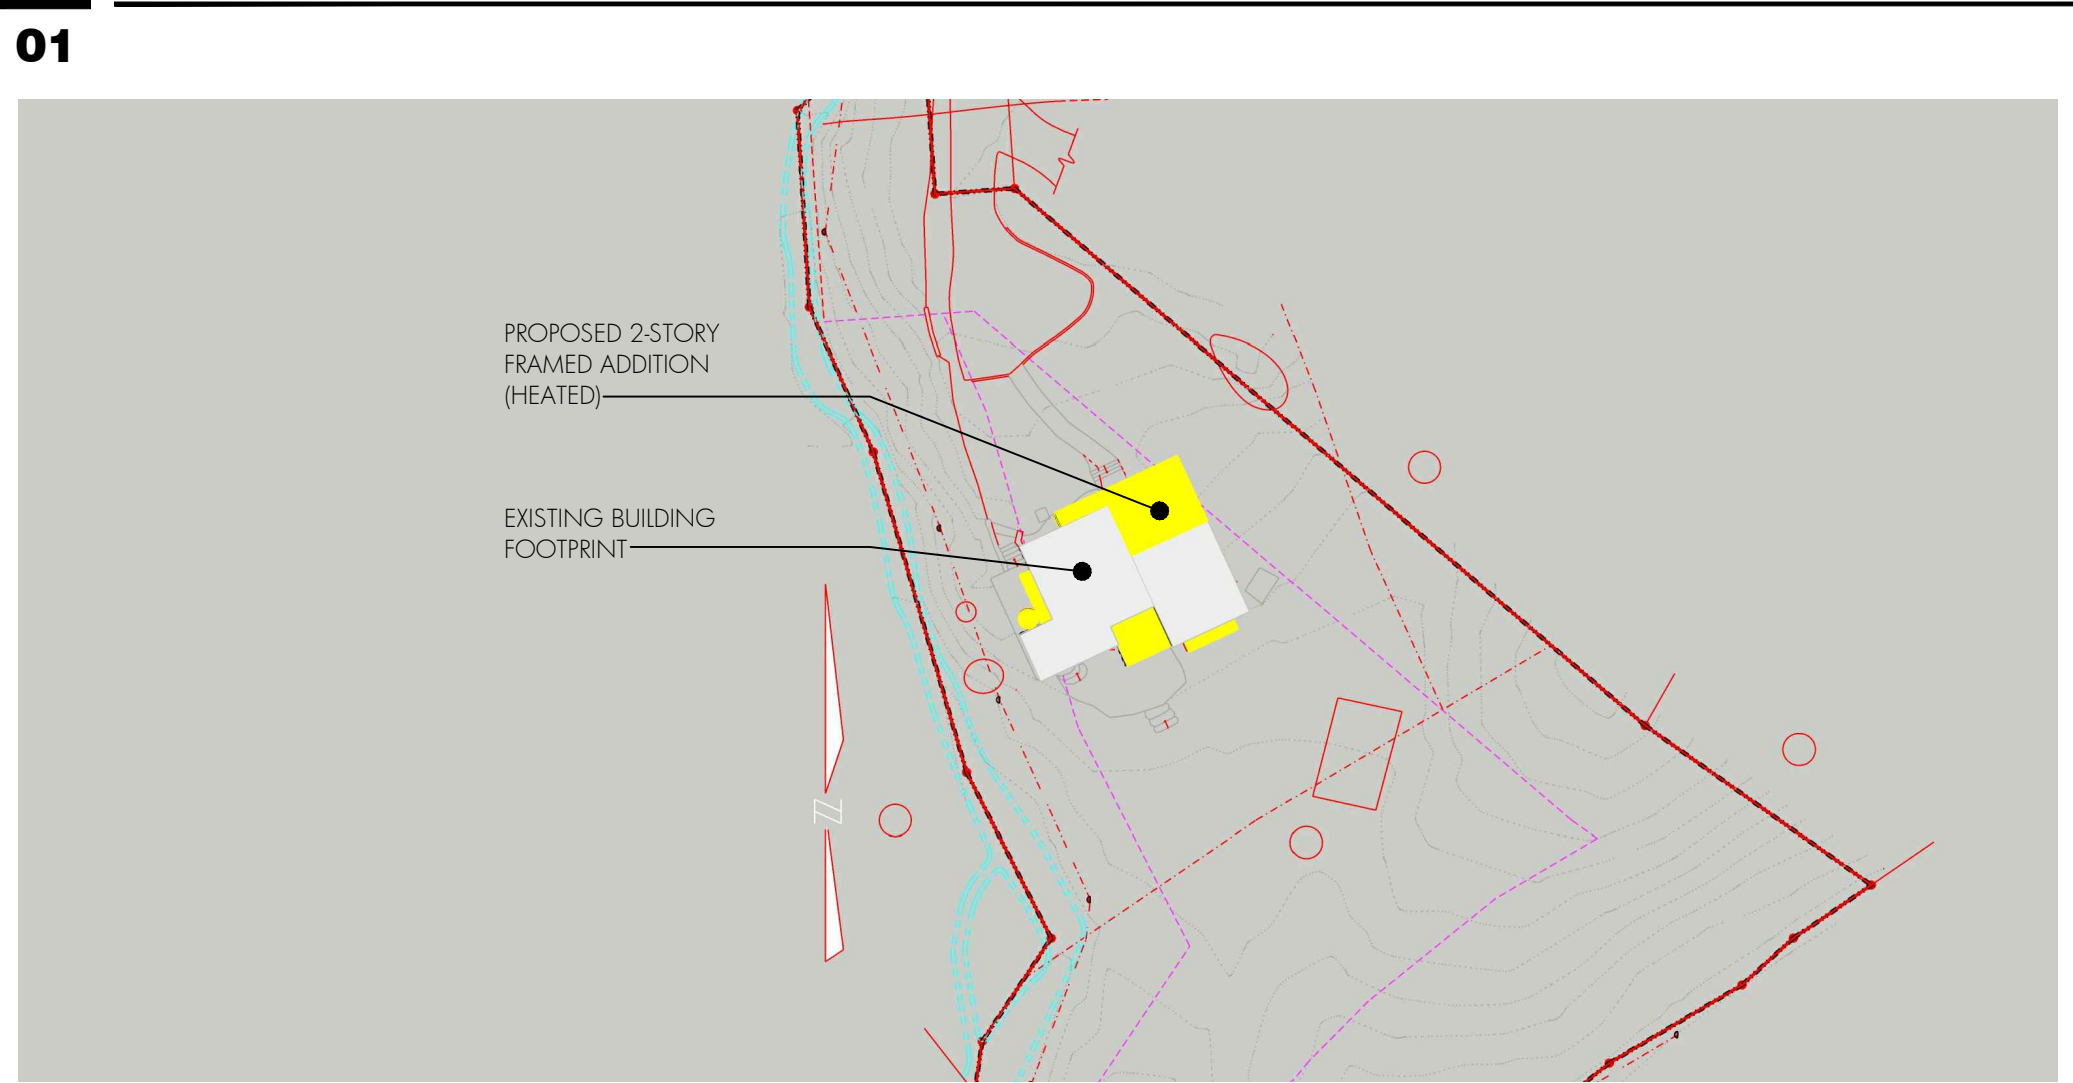 01
PROPOSED 2-STORY
FRAMED ADDITION
(HEATED)
EXISTING BUILDING
FOOTPRINT
N